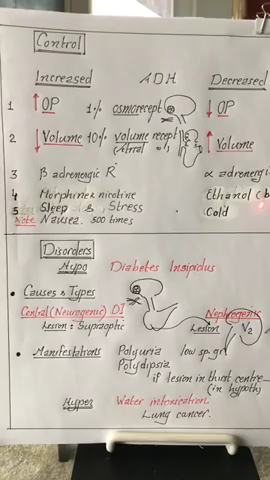 Control
Increased ADH Decreased
1 ↑ OP 1% osmorecept ↓ OP
2 ↓ Volume 10% volume recept ↑ Volume
(Atrial
3 β adrenergic R α adrenergic
4 Morphine & nicotine Ethanol
5 Sleep & Stress Cold
Note Nausea 500 times
Disorders
Hypo Diabetes Insipidus
• Causes & Types
Central (Neurogenic) DI Nephrogenic
Lesion : Supraoptic Lesion V2
• Manifestations Polyuria low sp. gr
Polydipsia
if lesion in thirst centre
(in hypoth
Hyper Water intoxication
Lung cancer.